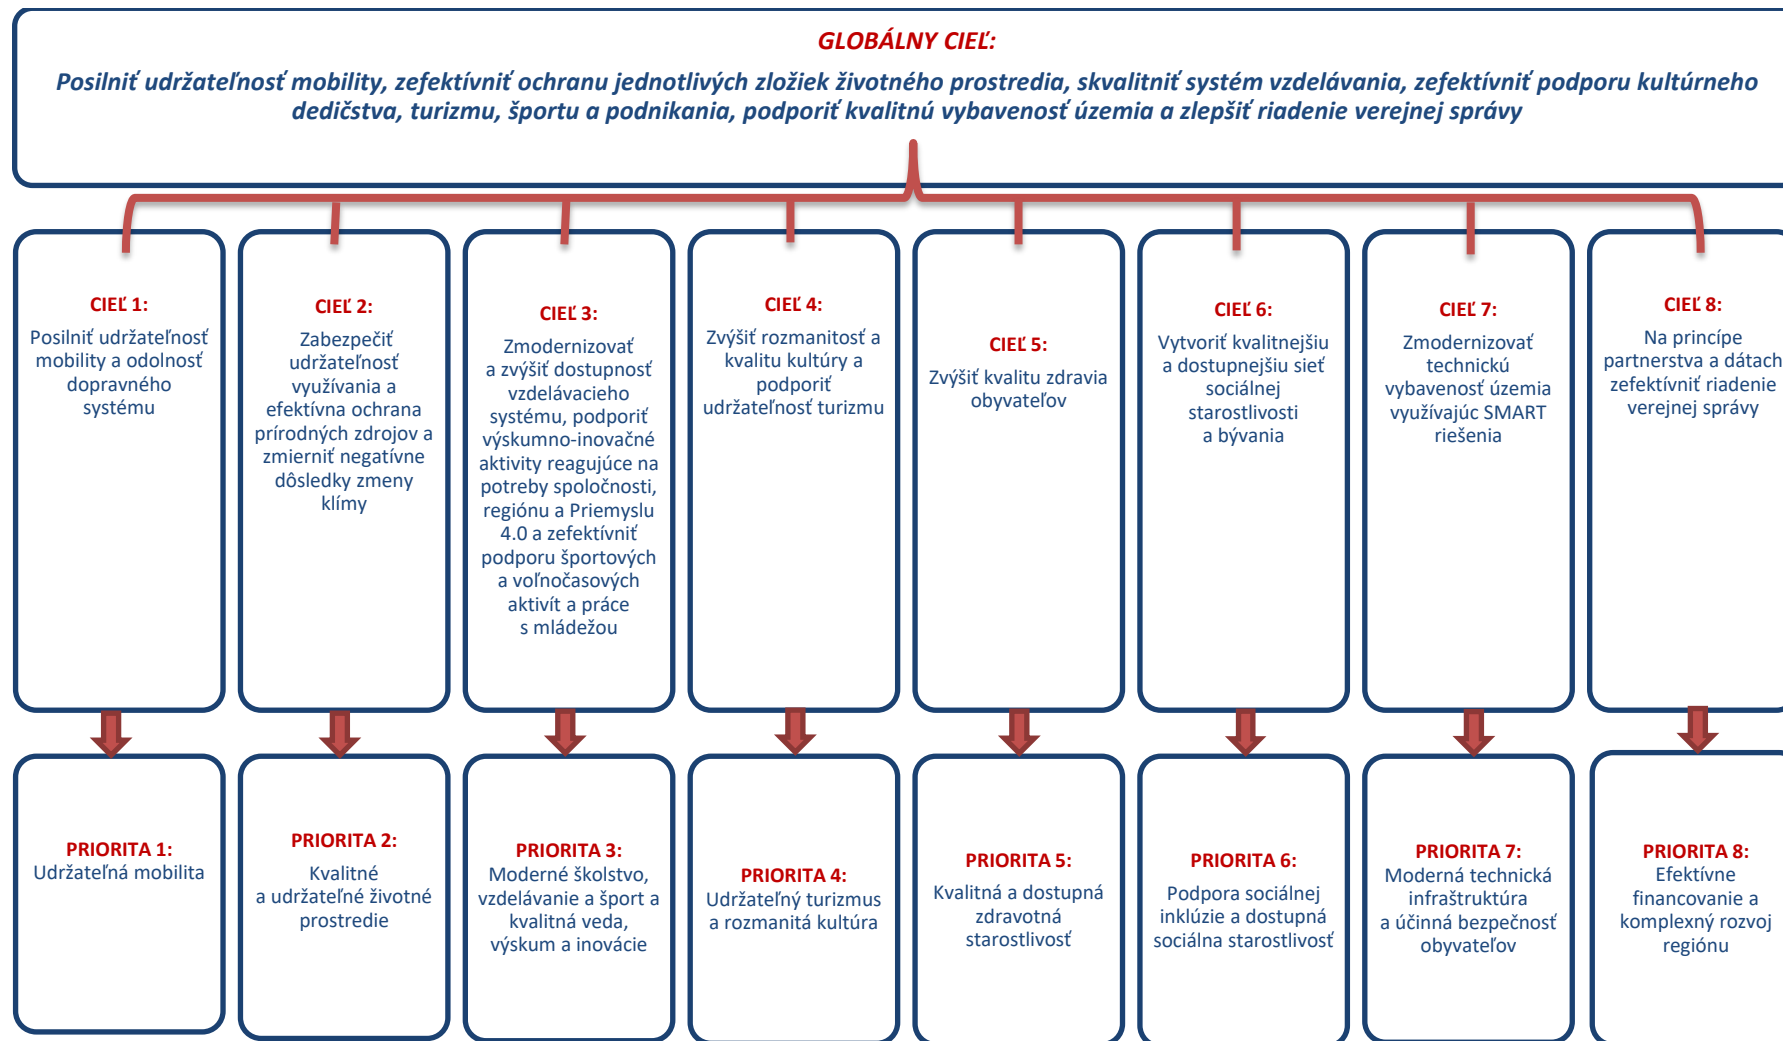 GLOBÁLNY CIEĽ:
Posilniť udržateľnosť mobility, zefektívniť ochranu jednotlivých zložiek životného prostredia, skvalitniť systém vzdelávania, zefektívniť podporu kultúrneho
dedičstva, turizmu, športu a podnikania, podporiť kvalitnú vybavenosť územia a zlepšiť riadenie verejnej správy
CIEĽ 1:
Posilniť udržateľnosť
mobility a odolnosť
dopravného
systému
CIEĽ 2:
Zabezpečiť
udržateľnosť
využívania a
efektívna ochrana
prírodných zdrojov a
zmierniť negatívne
dôsledky zmeny
klímy
CIEĽ 3:
Zmodernizovať
a zvýšiť dostupnosť
vzdelávacieho
systému, podporiť
výskumno-inovačné
aktivity reagujúce na
potreby spoločnosti,
regiónu a Priemyslu
4.0 a zefektívniť
podporu športových
a voľnočasových
aktivít a práce
s mládežou
CIEĽ 4:
Zvýšiť rozmanitosť a
kvalitu kultúry a
podporiť
udržateľnosť turizmu
CIEĽ 5:
Zvýšiť kvalitu zdravia
obyvateľov
CIEĽ 6:
Vytvoriť kvalitnejšiu
a dostupnejšiu sieť
sociálnej
starostlivosti
a bývania
CIEĽ 7:
Zmodernizovať
technickú
vybavenosť územia
využívajúc SMART
riešenia
CIEĽ 8:
Na princípe
partnerstva a dátach
zefektívniť riadenie
verejnej správy
PRIORITA 1:
Udržateľná mobilita
PRIORITA 2:
Kvalitné
a udržateľné životné
prostredie
PRIORITA 3:
Moderné školstvo,
vzdelávanie a šport a
kvalitná veda,
výskum a inovácie
PRIORITA 4:
Udržateľný turizmus
a rozmanitá kultúra
PRIORITA 5:
Kvalitná a dostupná
zdravotná
starostlivosť
PRIORITA 6:
Podpora sociálnej
inklúzie a dostupná
sociálna starostlivosť
PRIORITA 7:
Moderná technická
infraštruktúra
a účinná bezpečnosť
obyvateľov
PRIORITA 8:
Efektívne
financovanie a
komplexný rozvoj
regiónu